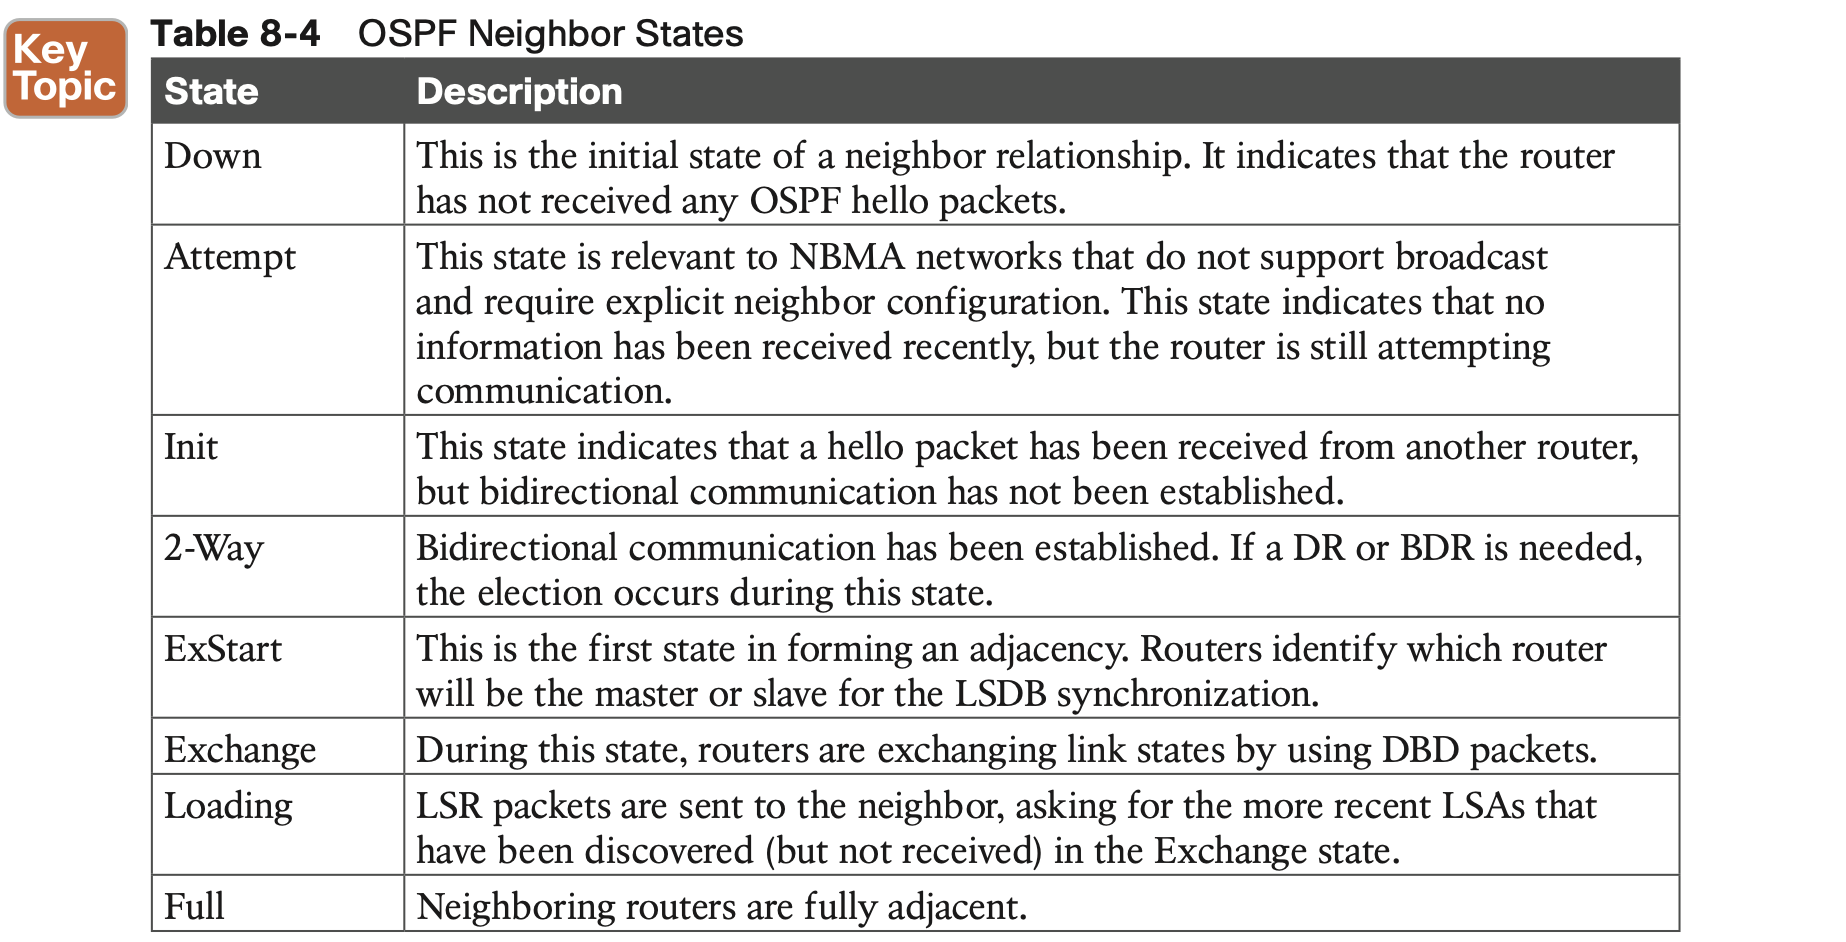 Key
Topic
Table 8-4 OSPF Neighbor States
State Description
Down This is the initial state of a neighbor relationship. It indicates that the router
has not received any OSPF hello packets.
Attempt This state is relevant to NBMA networks that do not support broadcast
and require explicit neighbor configuration. This state indicates that no
information has been received recently, but the router is still attempting
communication.
Init This state indicates that a hello packet has been received from another router,
but bidirectional communication has not been established.
2-Way Bidirectional communication has been established. If a DR or BDR is needed,
the election occurs during this state.
ExStart This is the first state in forming an adjacency. Routers identify which router
will be the master or slave for the LSDB synchronization.
Exchange During this state, routers are exchanging link states by using DBD packets.
Loading LSR packets are sent to the neighbor, asking for the more recent LSAs that
have been discovered (but not received) in the Exchange state.
Full Neighboring routers are fully adjacent.